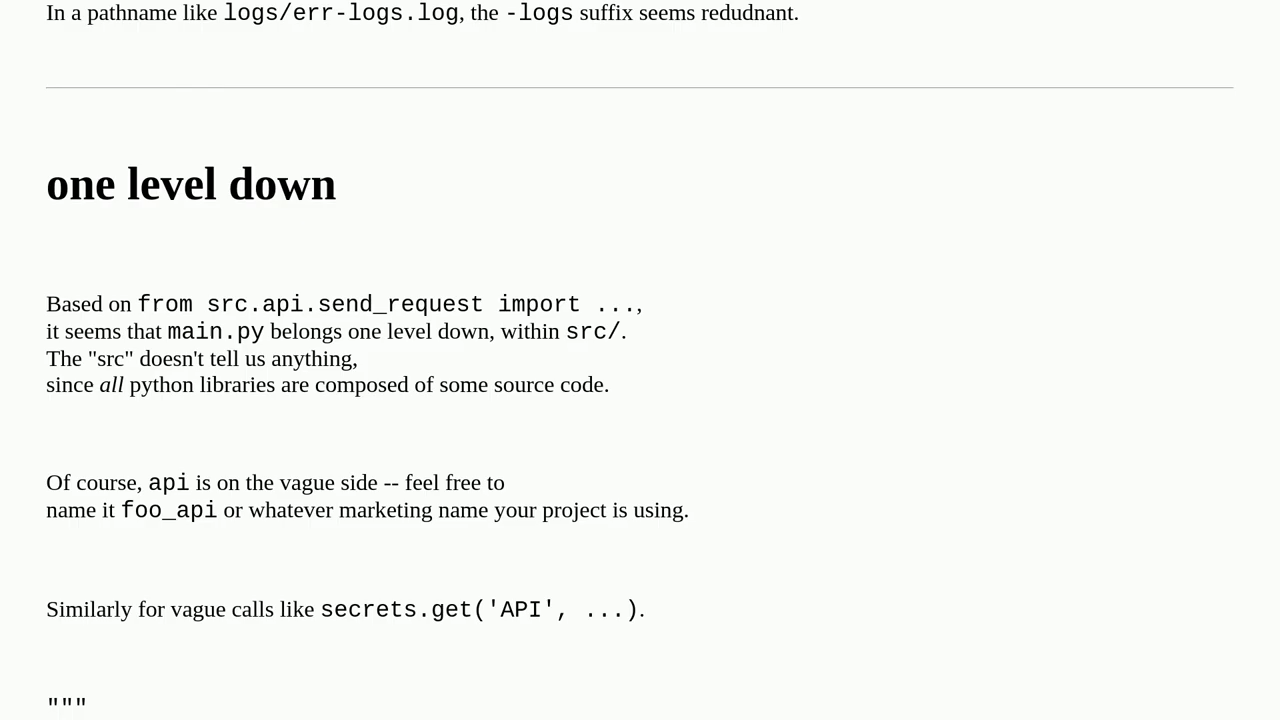 In a pathname like logs/err-logs.log, the -logs suffix seems redudnant.
one level down
Based on from src.api.send_request import ...,
it seems that main.py belongs one level down, within src/.
The "src" doesn't tell us anything,
since all python libraries are composed of some source code.
Of course, api is on the vague side -- feel free to
name it foo_api or whatever marketing name your project is using.
Similarly for vague calls like secrets.get('API', ...).
"""